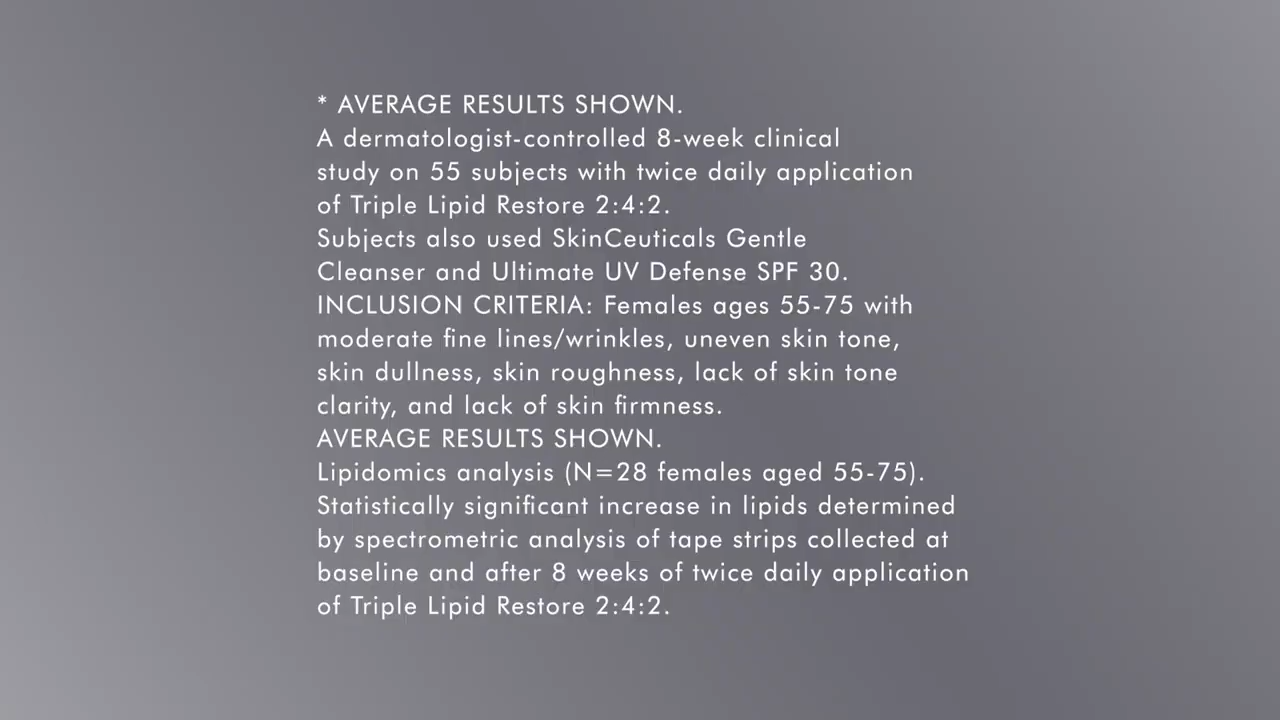 * AVERAGE RESULTS SHOWN.
A dermatologist-controlled 8-week clinical
study on 55 subjects with twice daily application
of Triple Lipid Restore 2:4:2.
Subjects also used SkinCeuticals Gentle
Cleanser and Ultimate UV Defense SPF 30.
INCLUSION CRITERIA: Females ages 55-75 with
moderate fine lines/wrinkles, uneven skin tone,
skin dullness, skin roughness, lack of skin tone
clarity, and lack of skin firmness.
AVERAGE RESULTS SHOWN.
Lipidomics analysis (N=28 females aged 55-75).
Statistically significant increase in lipids determined
by spectrometric analysis of tape strips collected at
baseline and after 8 weeks of twice daily application
of Triple Lipid Restore 2:4:2.